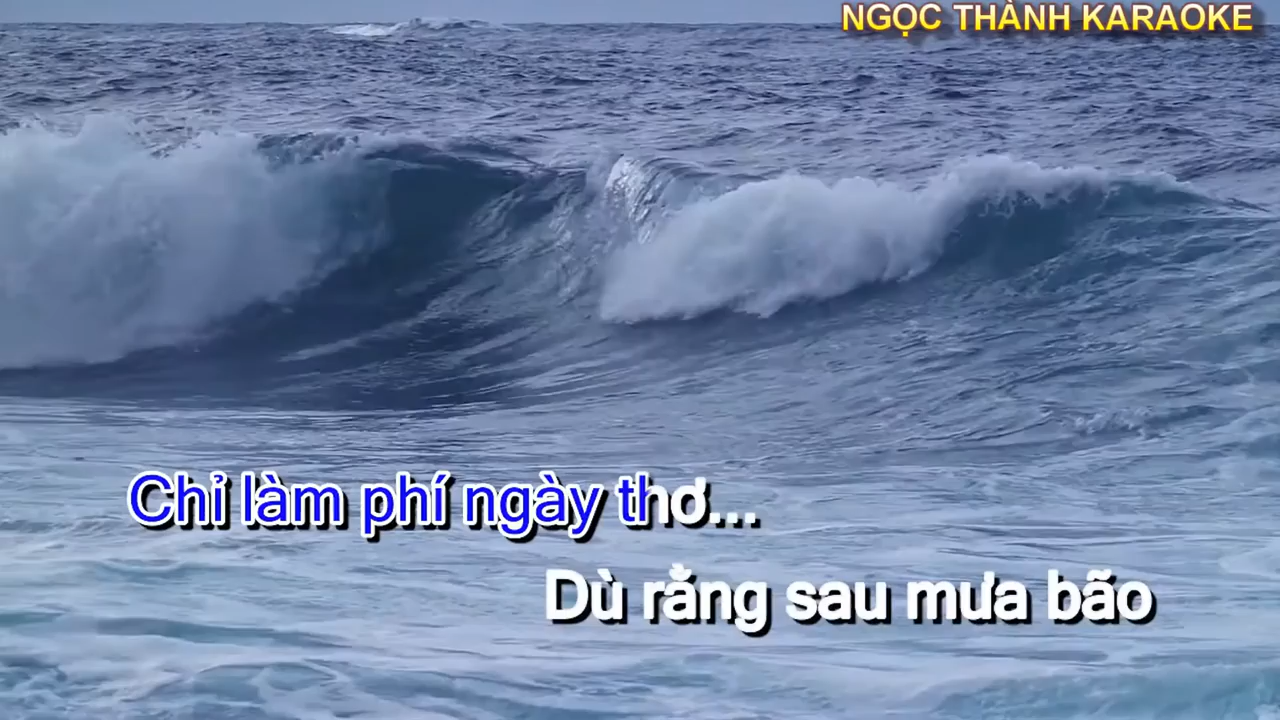 NGỌC THÀNH KARAOKE
Chỉ làm phí ngày thơ...
Dù rằng sau mưa bão